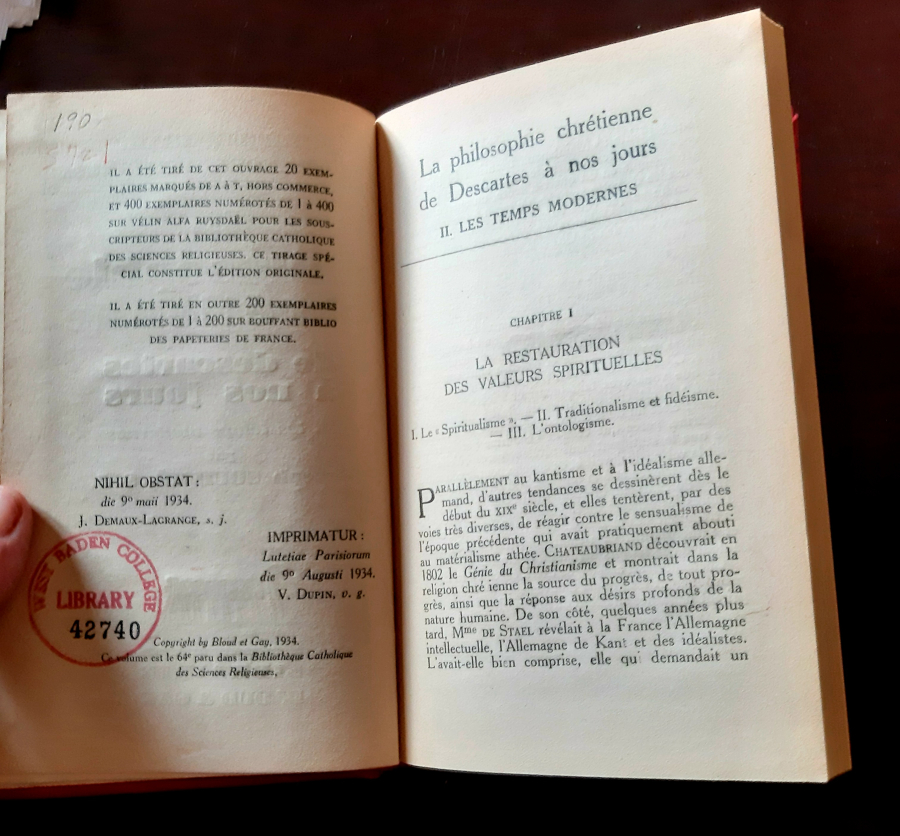 190
IL A ÉTÉ TIRÉ DE CET OUVRAGE 20 EXEM-
PLAIRES MARQUÉS DE A à T, HORS COMMERCE,
ET 400 EXEMPLAIRES NUMÉROTÉS DE 1 à 400
SUR VÉLIN ALFA RUYSDAËL POUR LES SOUS-
CRIPTEURS DE LA BIBLIOTHÈQUE CATHOLIQUE
DES SCIENCES RELIGIEUSES. CE TIRAGE SPÉ-
CIAL CONSTITUE L'ÉDITION ORIGINALE.
IL A ÉTÉ TIRÉ EN OUTRE 200 EXEMPLAIRES
NUMÉROTÉS DE 1 à 200 SUR BOUFFANT BIBLIO
DES PAPETERIES DE FRANCE.
NIHIL OBSTAT :
die 9º maii 1934.
J. DEMAUX-LAGRANGE, s. j.
IMPRIMATUR :
Lutetiae Parisiorum
die 9º Augusti 1934.
V. DUPIN, v. g.
WEST BADEN COLLEGE
LIBRARY
42740
Copyright by Bloud et Gay, 1934.
Ce volume est le 64e paru dans la Bibliothèque Catholique
des Sciences Religieuses.
La philosophie chrétienne
de Descartes à nos jours
II. LES TEMPS MODERNES
CHAPITRE I
LA RESTAURATION
DES VALEURS SPIRITUELLES
I. Le « Spiritualisme ». — II. Traditionalisme et fidéisme.
— III. L'ontologisme.
PARALLÈLEMENT au kantisme et à l'idéalisme alle-
mand, d'autres tendances se dessinèrent dès le
début du XIXe siècle, et elles tentèrent, par des
voies très diverses, de réagir contre le sensualisme de
l'époque précédente qui avait pratiquement abouti
au matérialisme athée. CHATEAUBRIAND découvrait en
1802 le Génie du Christianisme et montrait dans la
religion chré ienne la source du progrès, de tout pro-
grès, ainsi que la réponse aux désirs profonds de la
nature humaine. De son côté, quelques années plus
tard, Mme DE STAEL révélait à la France l'Allemagne
intellectuelle, l'Allemagne de Kant et des idéalistes.
L'avait-elle bien comprise, elle qui demandait un